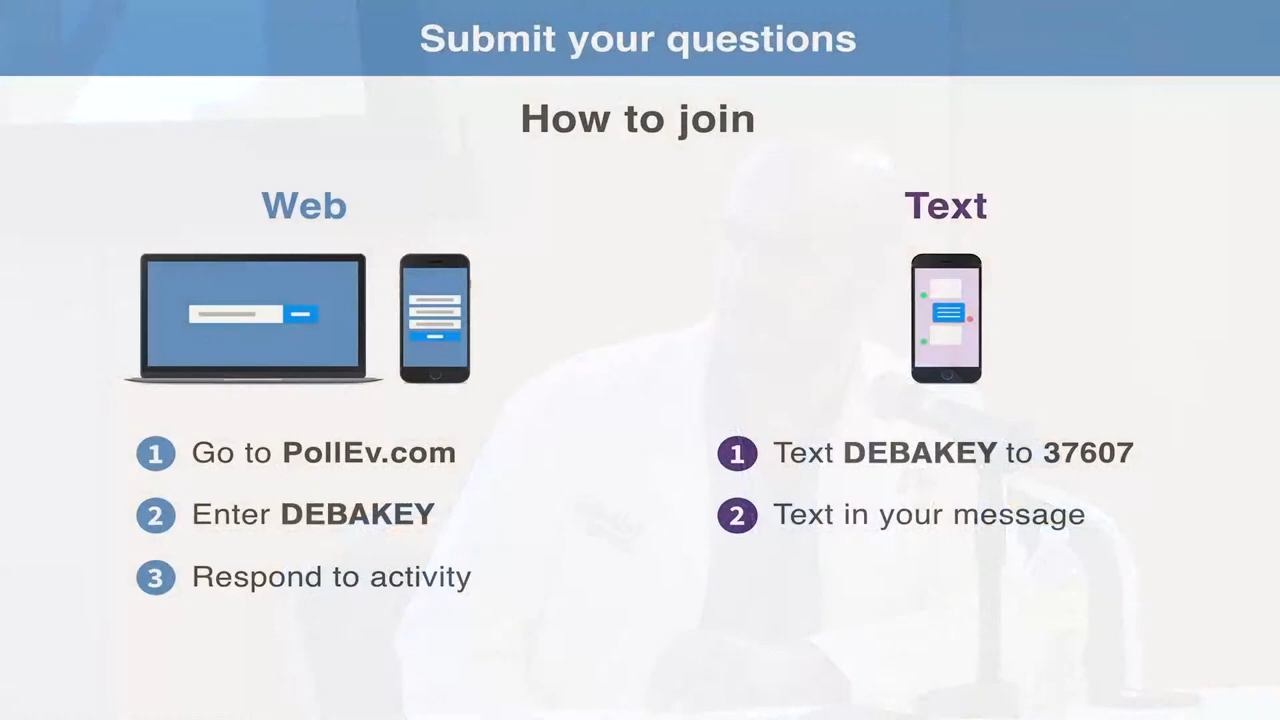 Submit your questions
How to join
Web
1 Go to PollEv.com
2 Enter DEBAKEY
3 Respond to activity
Text
1 Text DEBAKEY to 37607
2 Text in your message